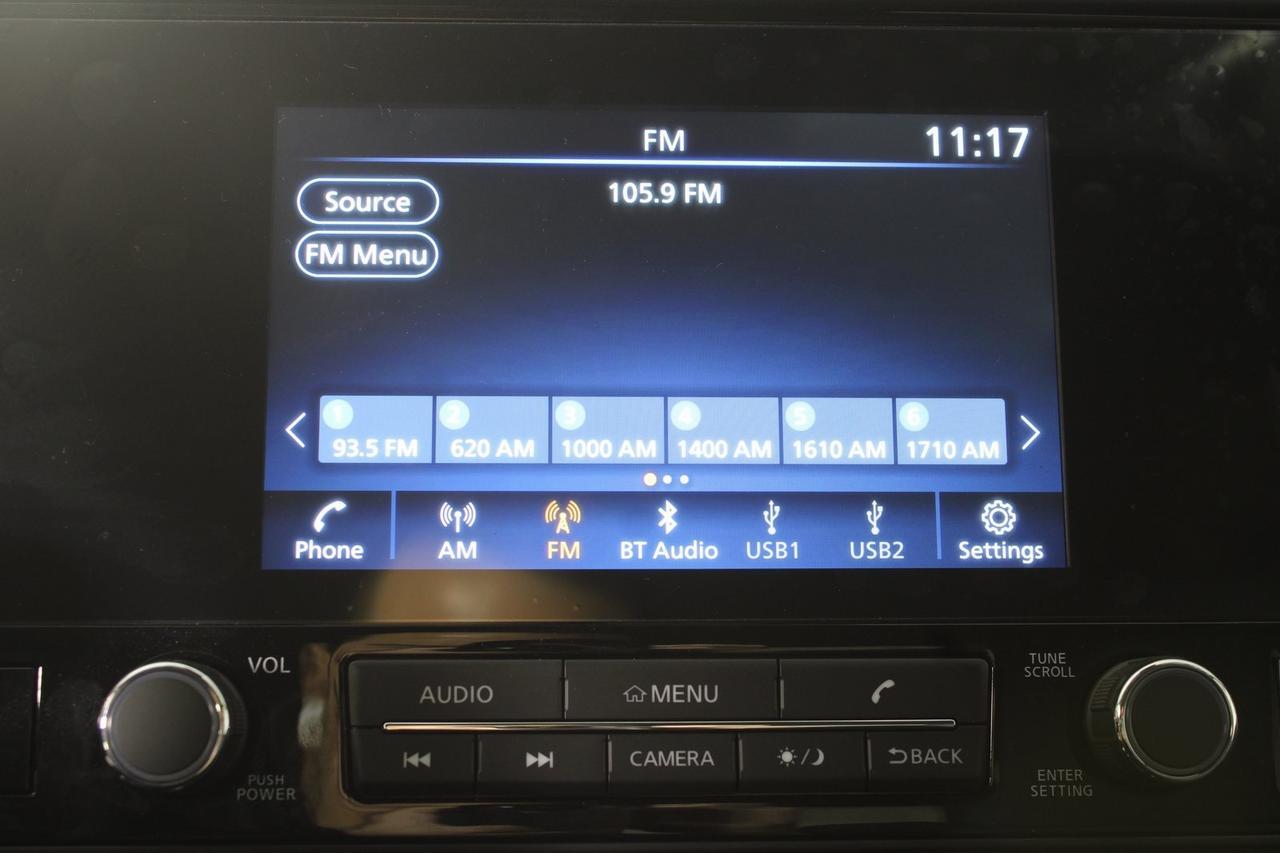 FM
11:17
105.9 FM
Source
FM Menu
1
2
3
4
5
6
93.5 FM
620 AM
1000 AM
1400 AM
1610 AM
1710 AM
Phone
AM
FM
BT Audio
USB1
USB2
Settings
VOL
PUSH
POWER
AUDIO
MENU
CAMERA
BACK
TUNE
SCROLL
ENTER
SETTING